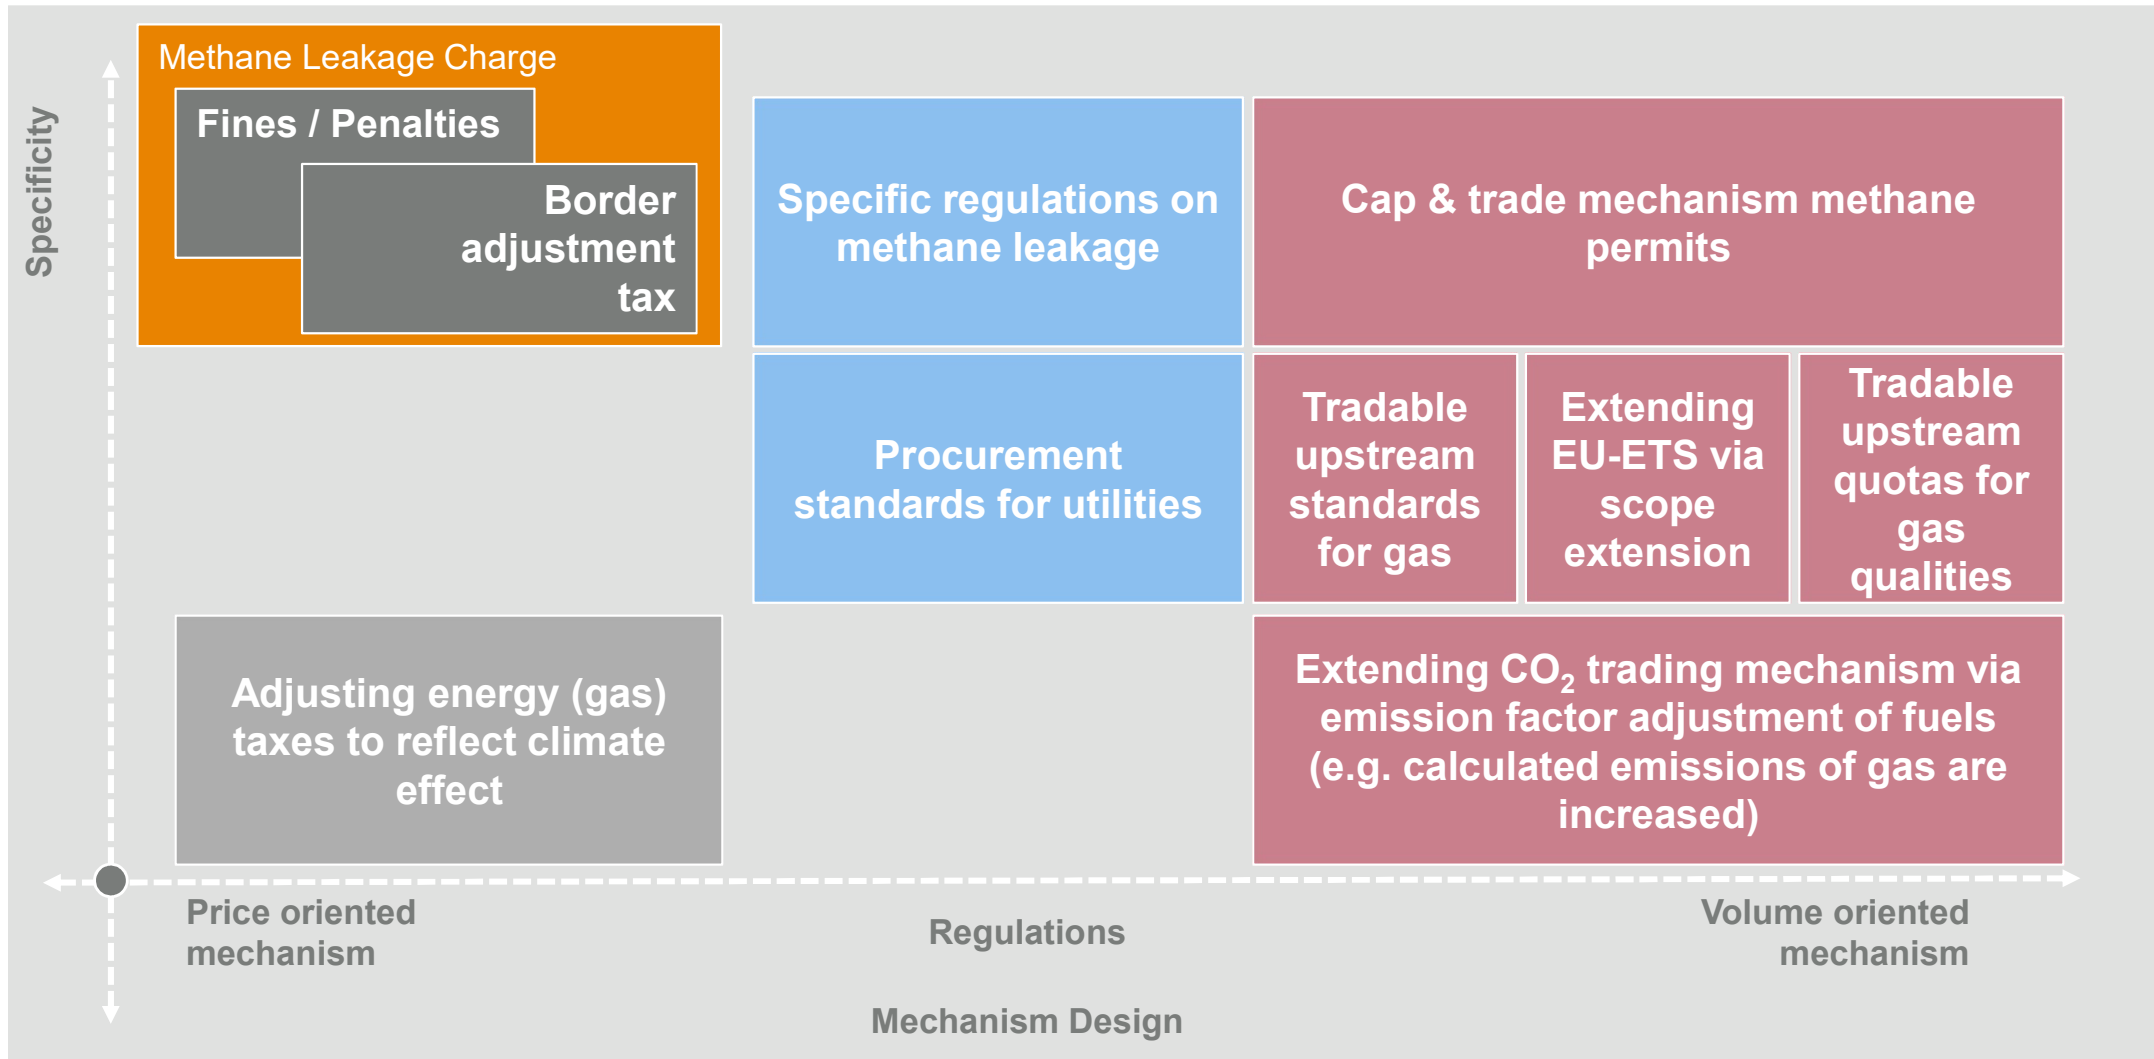 Methane Leakage Charge
Fines / Penalties
Border
adjustment
tax
Specific regulations on
methane leakage
Cap & trade mechanism methane
permits
Specificity
Procurement
standards for utilities
Tradable
upstream
standards
for gas
Extending
EU-ETS via
scope
extension
Tradable
upstream
quotas for
gas
qualities
Adjusting energy (gas)
taxes to reflect climate
effect
Extending CO₂ trading mechanism via
emission factor adjustment of fuels
(e.g. calculated emissions of gas are
increased)
Price oriented
mechanism
Regulations
Volume oriented
mechanism
Mechanism Design